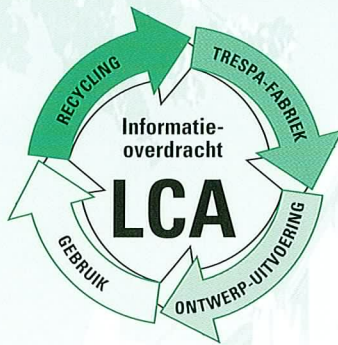 RECYCLING
TRESPA-FABRIEK
Informatie-
overdracht
LCA
GEBRUIK
ONTWERP-UITVOERING